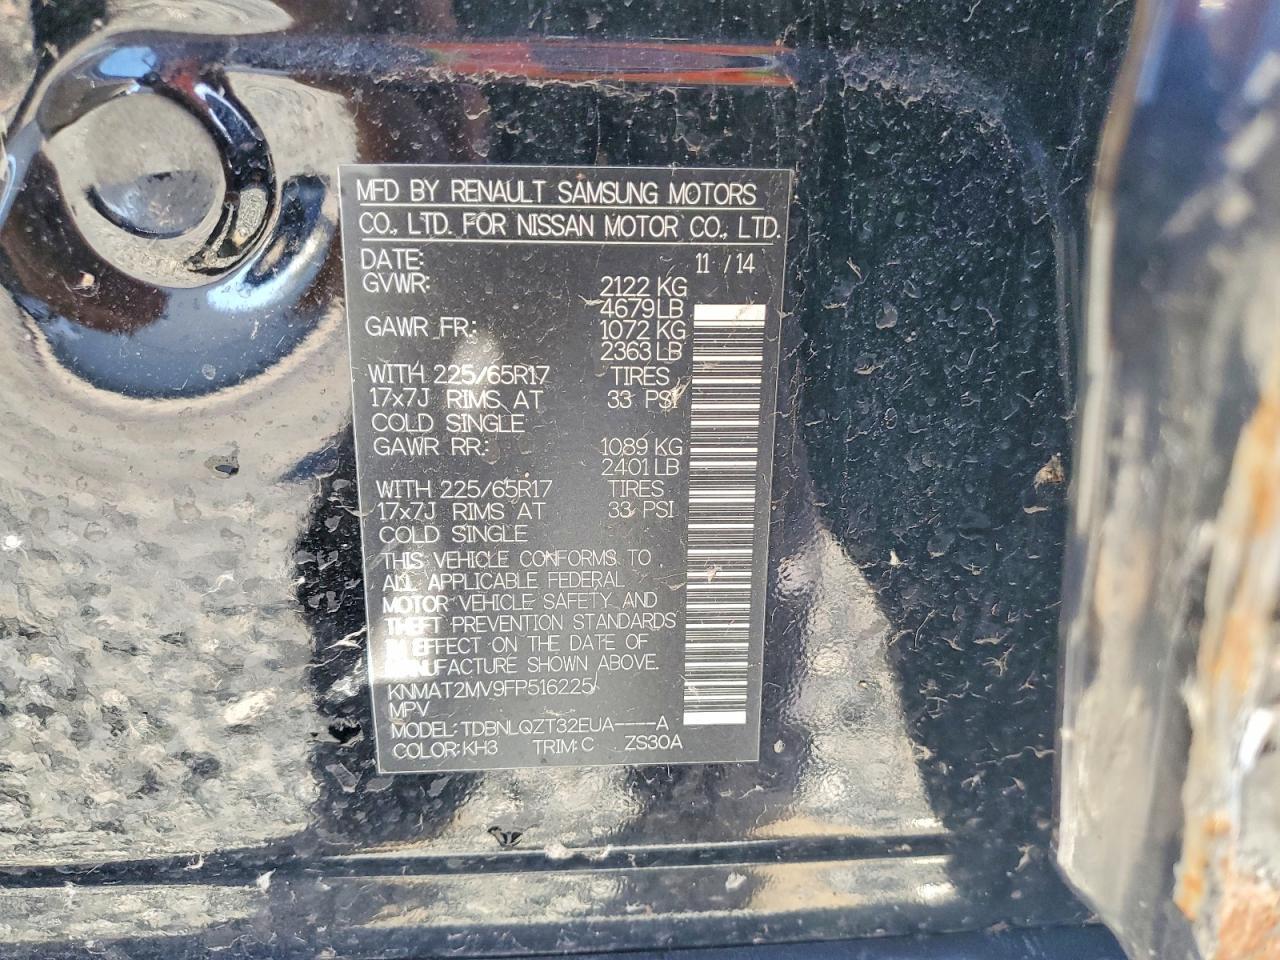 MFD BY RENAULT SAMSUNG MOTORS
CO., LTD. FOR NISSAN MOTOR CO., LTD.
DATE: 11 / 14
GVWR: 2122 KG
4679 LB
GAWR FR: 1072 KG
2363 LB
WITH 225/65R17 TIRES
17x7J RIMS AT 33 PSI
COLD SINGLE
GAWR RR: 1089 KG
2401 LB
WITH 225/65R17 TIRES
17x7J RIMS AT 33 PSI
COLD SINGLE
THIS VEHICLE CONFORMS TO
ALL APPLICABLE FEDERAL
MOTOR VEHICLE SAFETY AND
THEFT PREVENTION STANDARDS
IN EFFECT ON THE DATE OF
MANUFACTURE SHOWN ABOVE.
KNMAT2MV9FP516225
MPV
MODEL: TDBNLQZT32EUA----A
COLOR: KH3 TRIM: C ZS30A